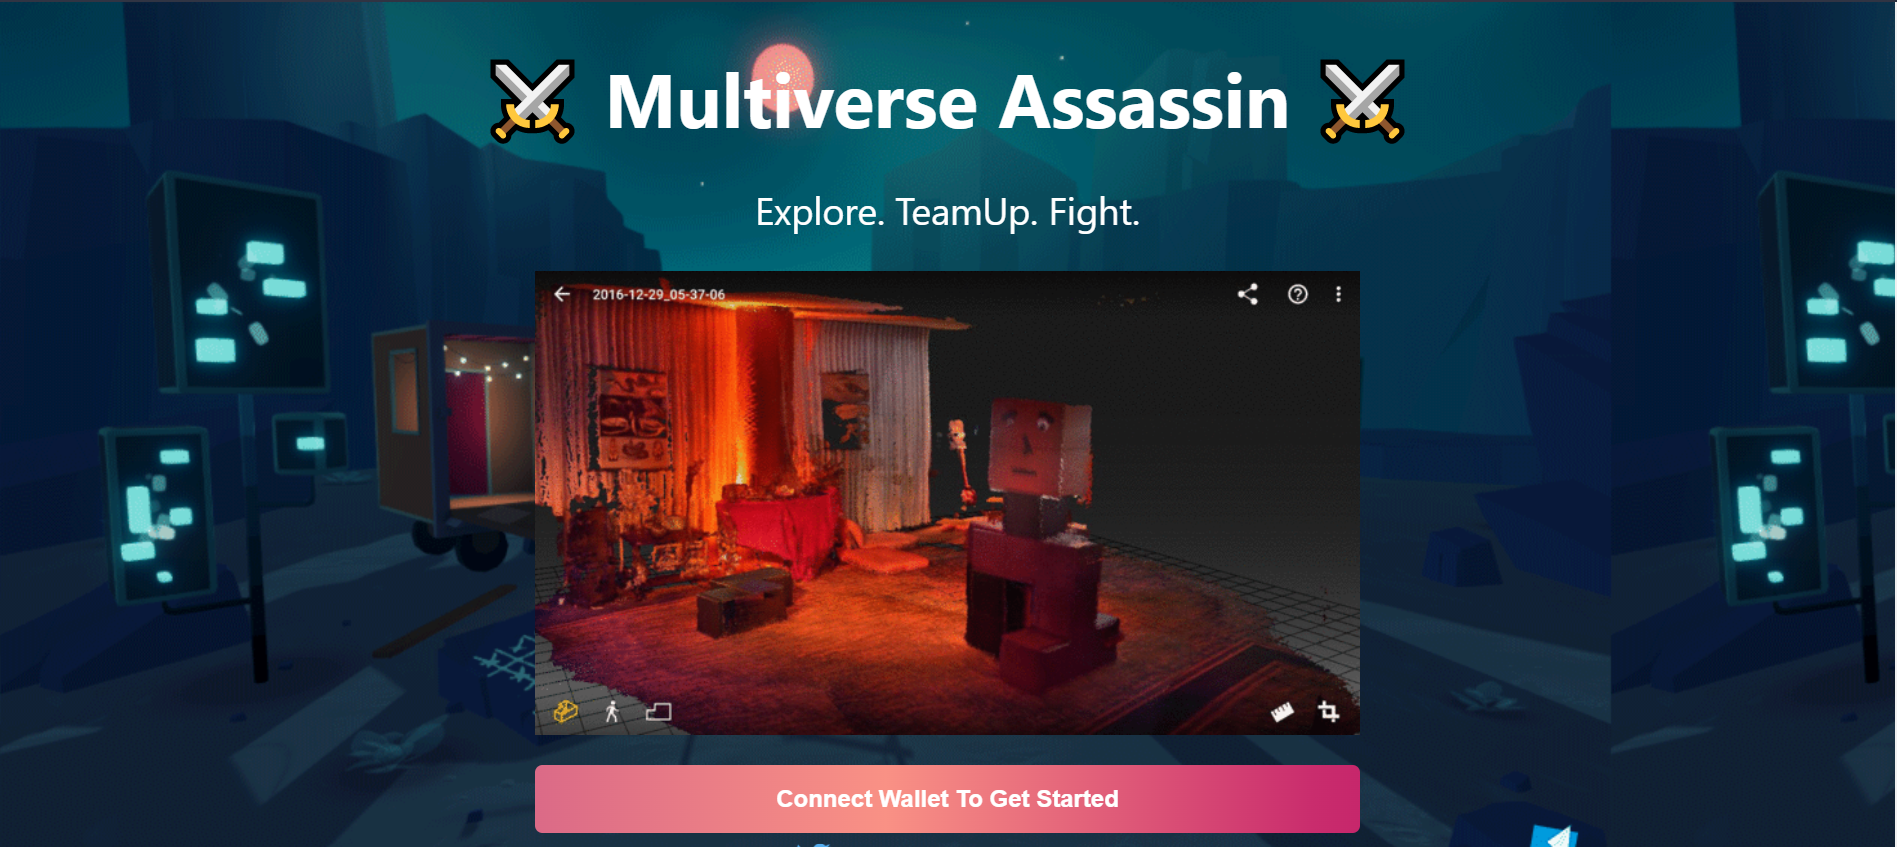 ⚔️ Multiverse Assassin ⚔️
Explore. TeamUp. Fight.
2016-12-29_05-37-06
Connect Wallet To Get Started